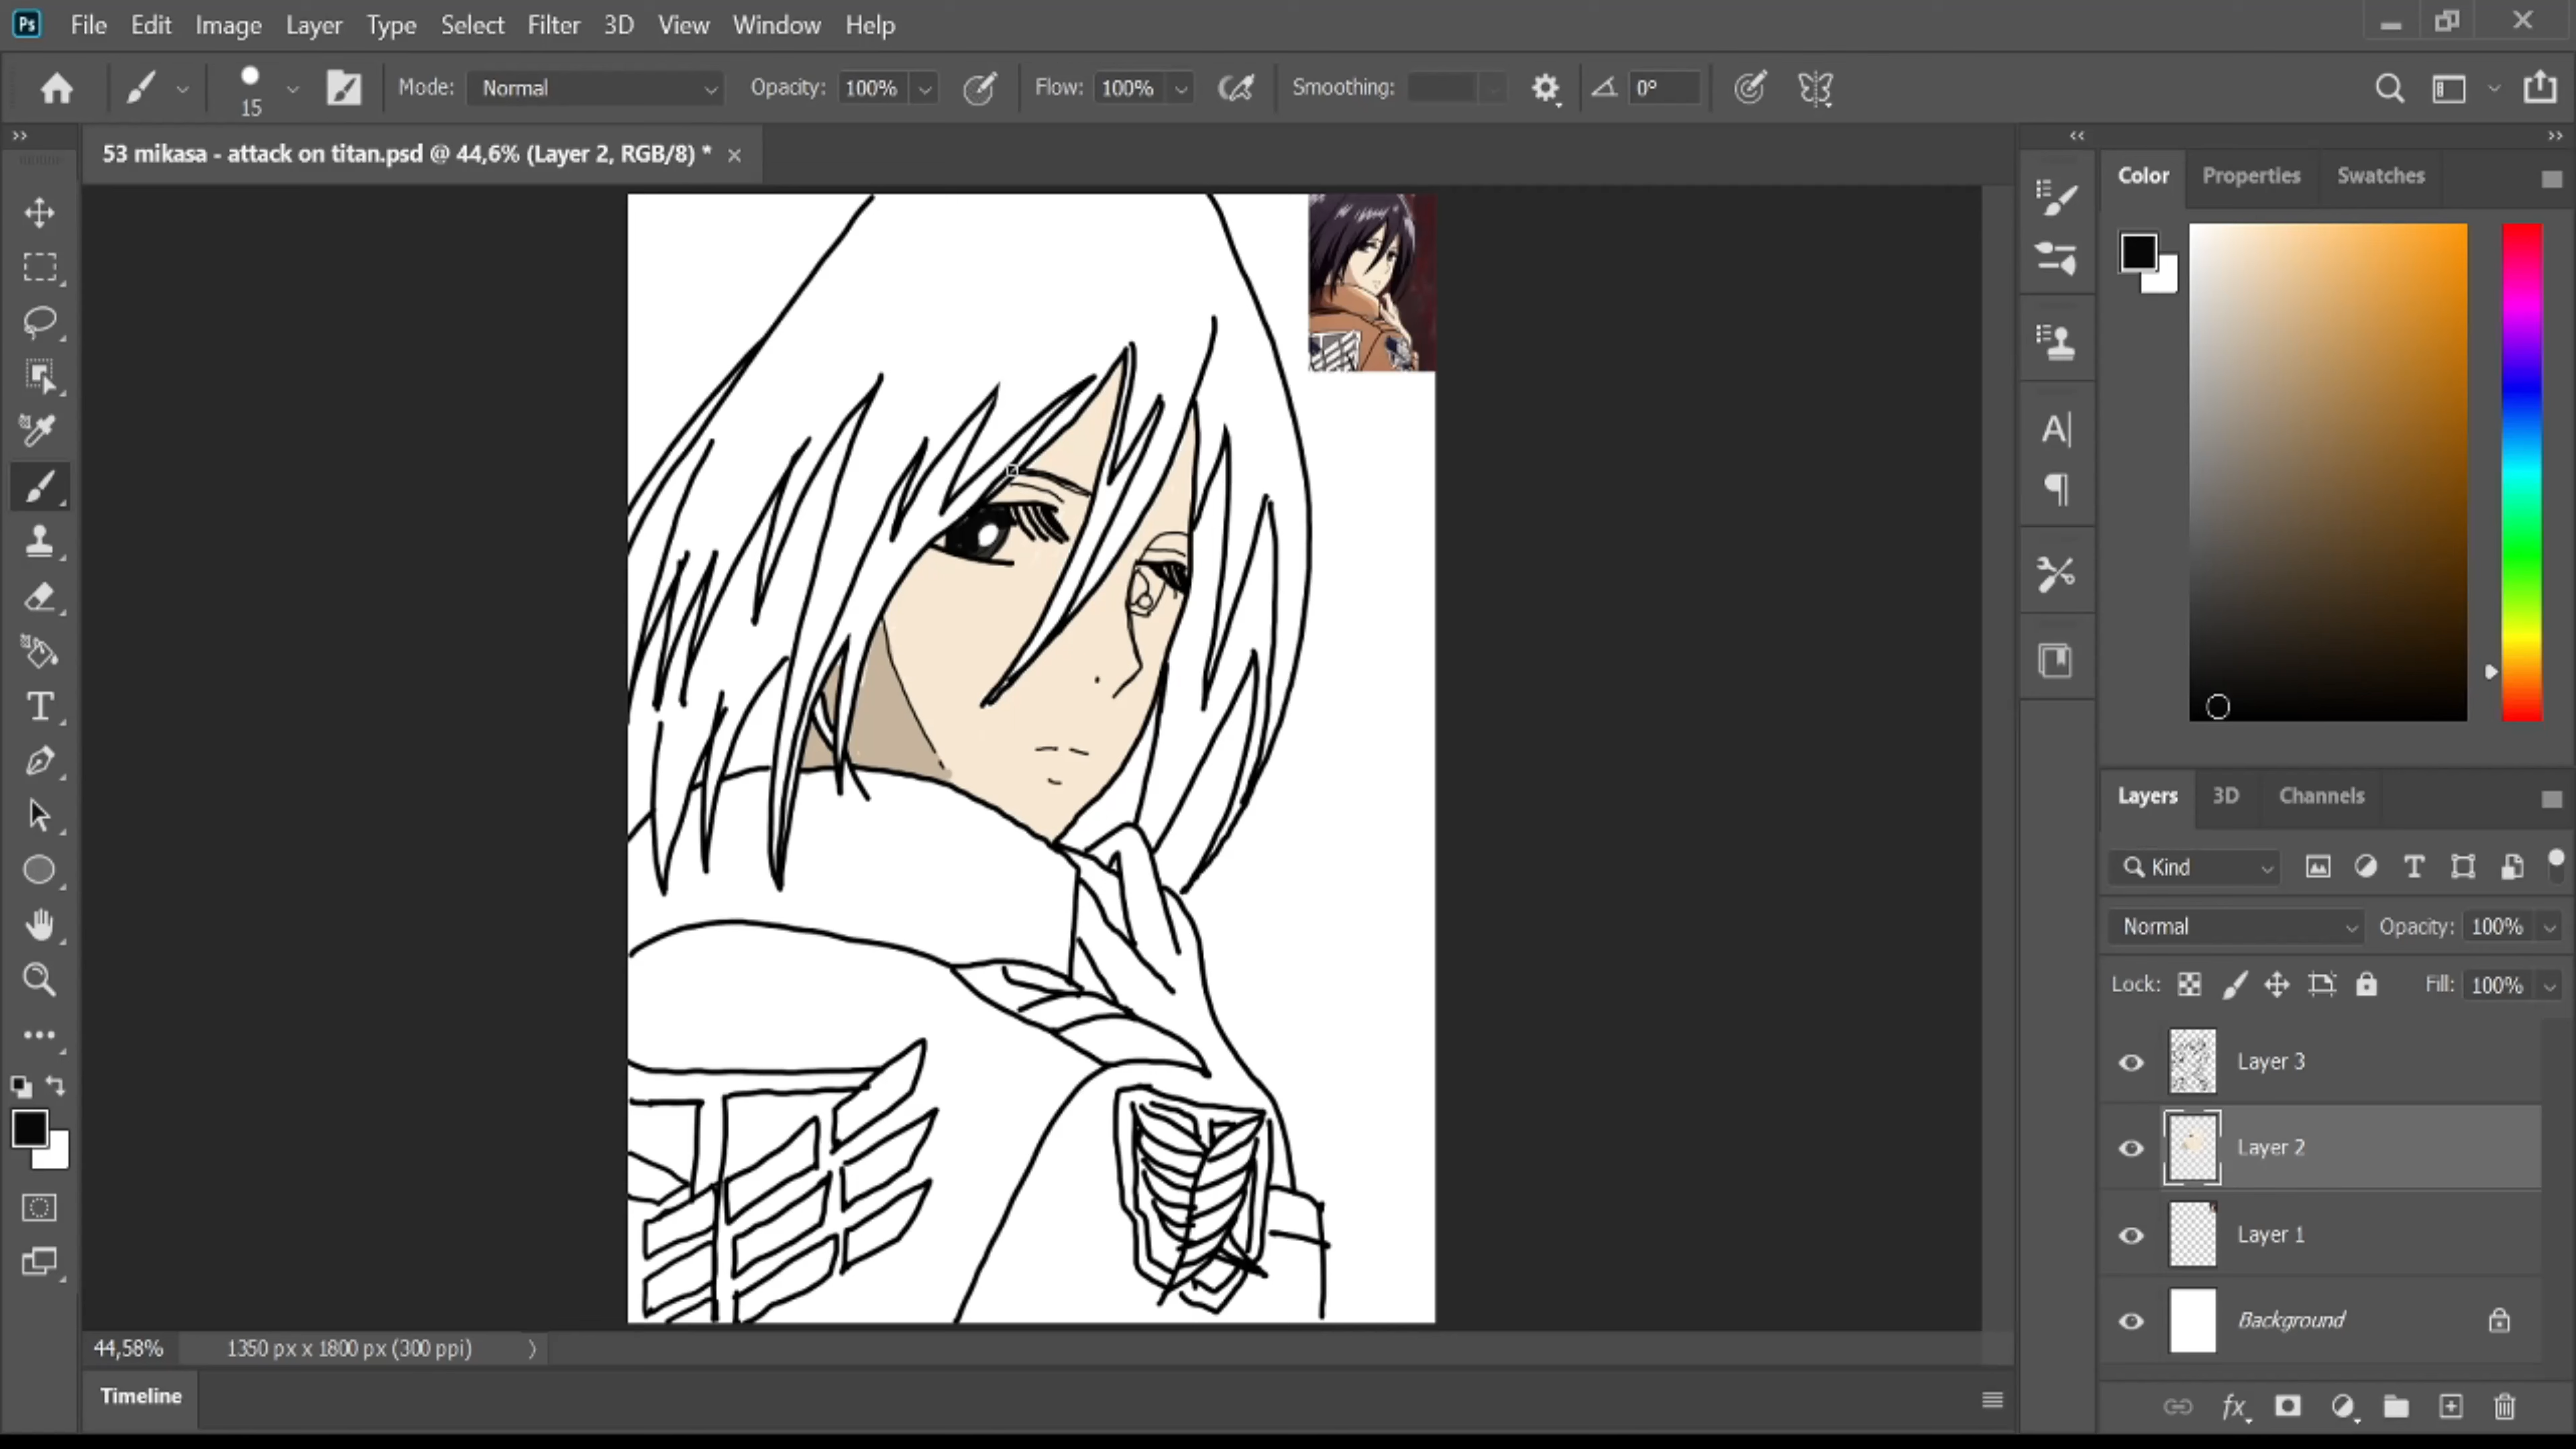 Ps File Edit Image Layer Type Select Filter 3D View Window Help
15 Mode: Normal Opacity: 100% Flow: 100% Smoothing: 0°
53 mikasa - attack on titan.psd @ 44,6% (Layer 2, RGB/8) *
Color Properties Swatches
Layers 3D Channels
Kind
Normal Opacity: 100%
Lock: Fill: 100%
Layer 3
Layer 2
Layer 1
Background
44,58% 1350 px x 1800 px (300 ppi)
Timeline